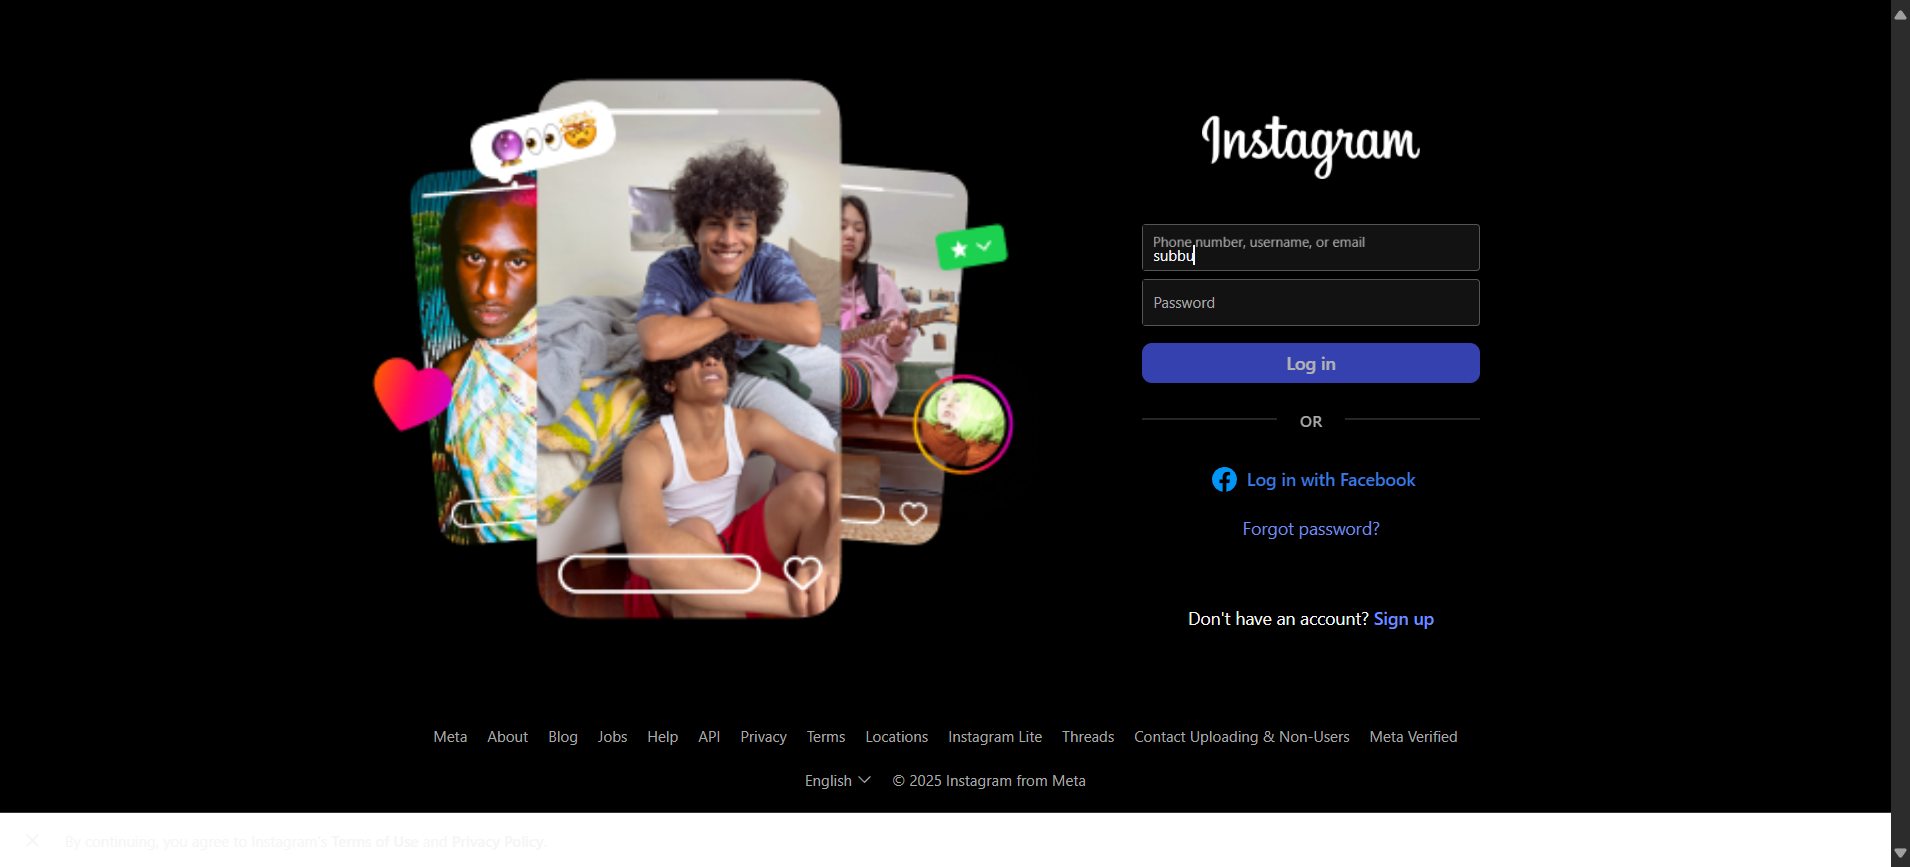 Instagram
Phone number, username, or email
subbu
Password
Log in
OR
Log in with Facebook
Forgot password?
Don't have an account? Sign up
Meta About Blog Jobs Help API Privacy Terms Locations Instagram Lite Threads Contact Uploading & Non-Users Meta Verified
English © 2025 Instagram from Meta
By continuing, you agree to Instagram's Terms of Use and Privacy Policy.